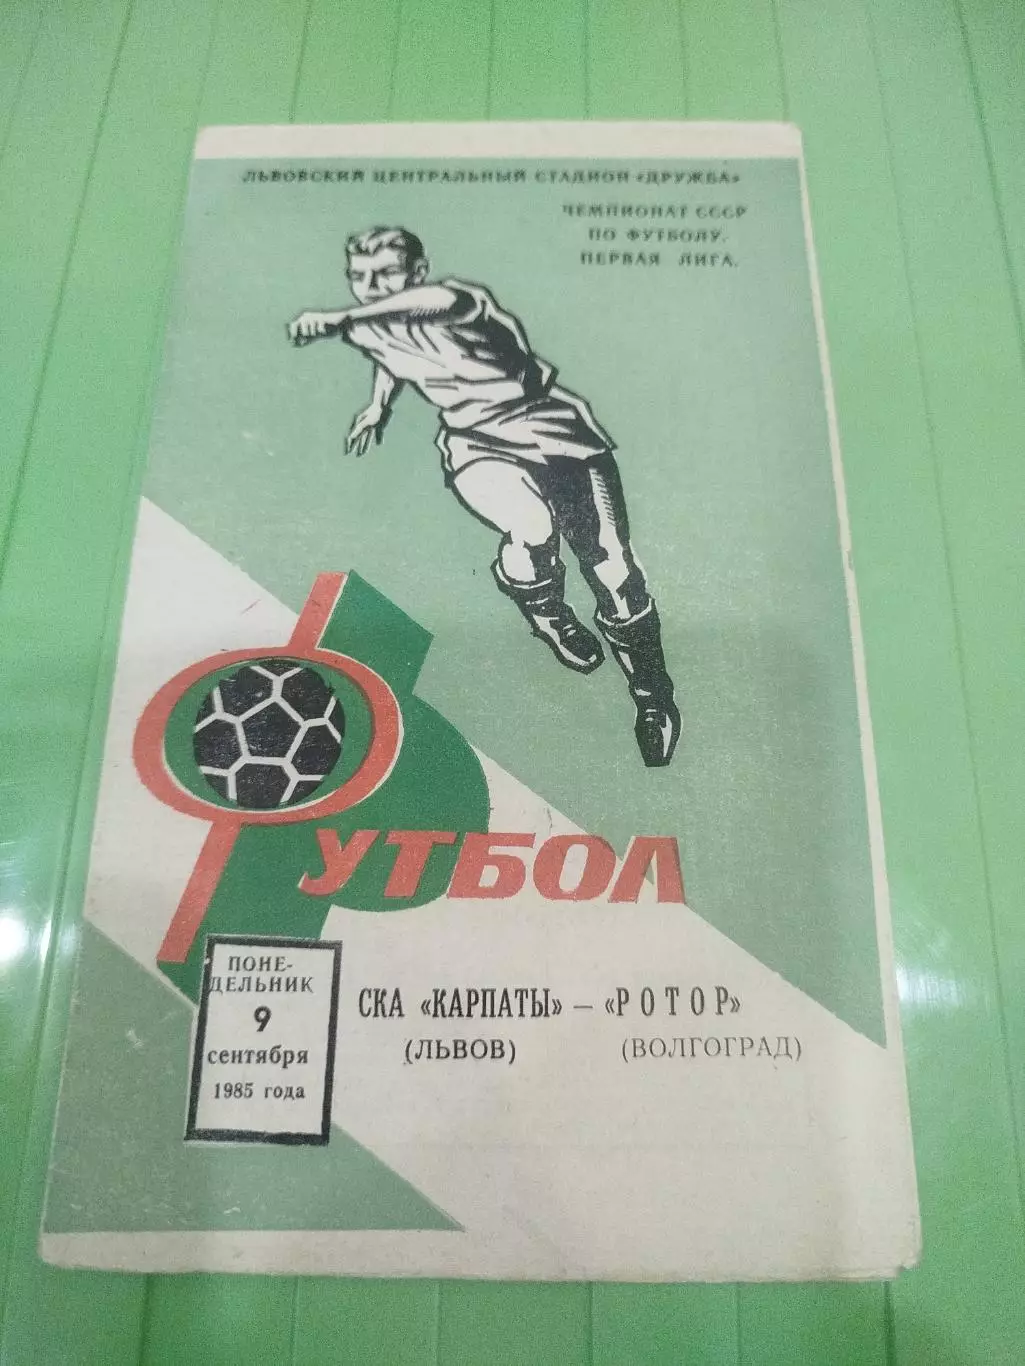 ЛЬВОВСКИЙ ЦЕНТРАЛЬНЫЙ СТАДИОН «ДРУЖБА»
ЧЕМПИОНАТ СССР
ПО ФУТБОЛУ.
ПЕРВАЯ ЛИГА.
ФУТБОЛ
ПОНЕ-
ДЕЛЬНИК
9
сентября
1985 года
СКА «КАРПАТЫ» — «РОТОР»
(ЛЬВОВ) (ВОЛГОГРАД)